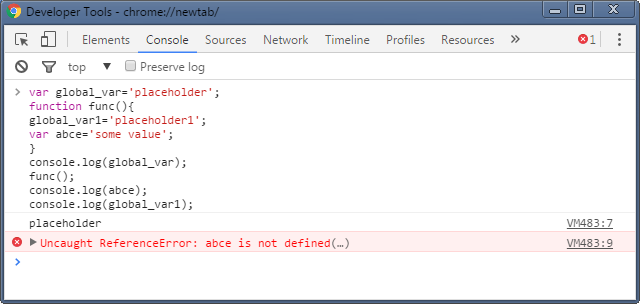 Developer Tools - chrome://newtab/
Elements Console Sources Network Timeline Profiles Resources » 1
top ▼ Preserve log
> var global_var='placeholder';
function func(){
global_var1='placeholder1';
var abce='some value';
}
console.log(global_var);
func();
console.log(abce);
console.log(global_var1);
placeholder VM483:7
▶ Uncaught ReferenceError: abce is not defined(…) VM483:9
>